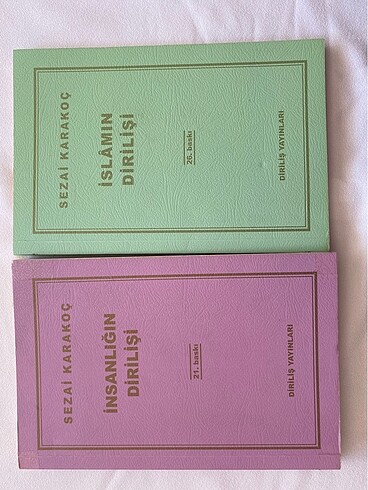 SEZAİ KARAKOÇ
İSLÂMIN
DİRİLİŞİ
26. baskı
DİRİLİŞ YAYINLARI
SEZAİ KARAKOÇ
İNSANLIĞIN
DİRİLİŞİ
21. baskı
DİRİLİŞ YAYINLARI